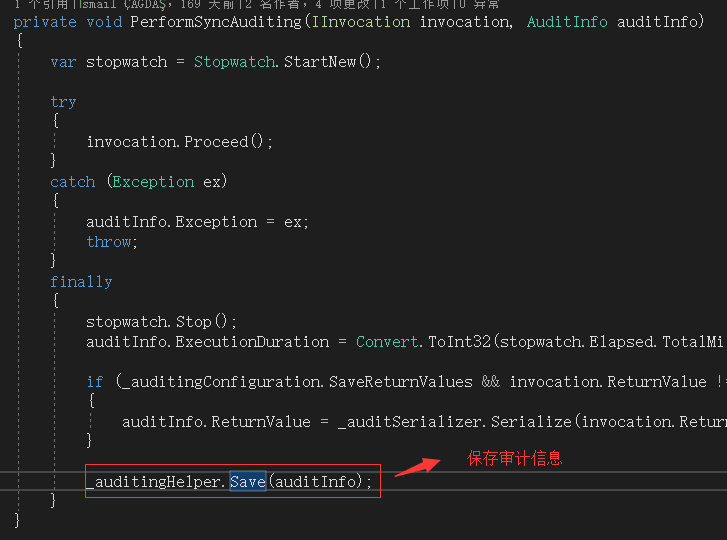 1 个引用|Ismail ÇAĞDAŞ，169 天前|2 名作者，4 项更改|1 个工作项|0 异常
private void PerformSyncAuditing(IInvocation invocation, AuditInfo auditInfo)
{
var stopwatch = Stopwatch.StartNew();
try
{
invocation.Proceed();
}
catch (Exception ex)
{
auditInfo.Exception = ex;
throw;
}
finally
{
stopwatch.Stop();
auditInfo.ExecutionDuration = Convert.ToInt32(stopwatch.Elapsed.TotalMi
if (_auditingConfiguration.SaveReturnValues && invocation.ReturnValue !=
{
auditInfo.ReturnValue = _auditSerializer.Serialize(invocation.Retur
}
_auditingHelper.Save(auditInfo);
保存审计信息
}
}